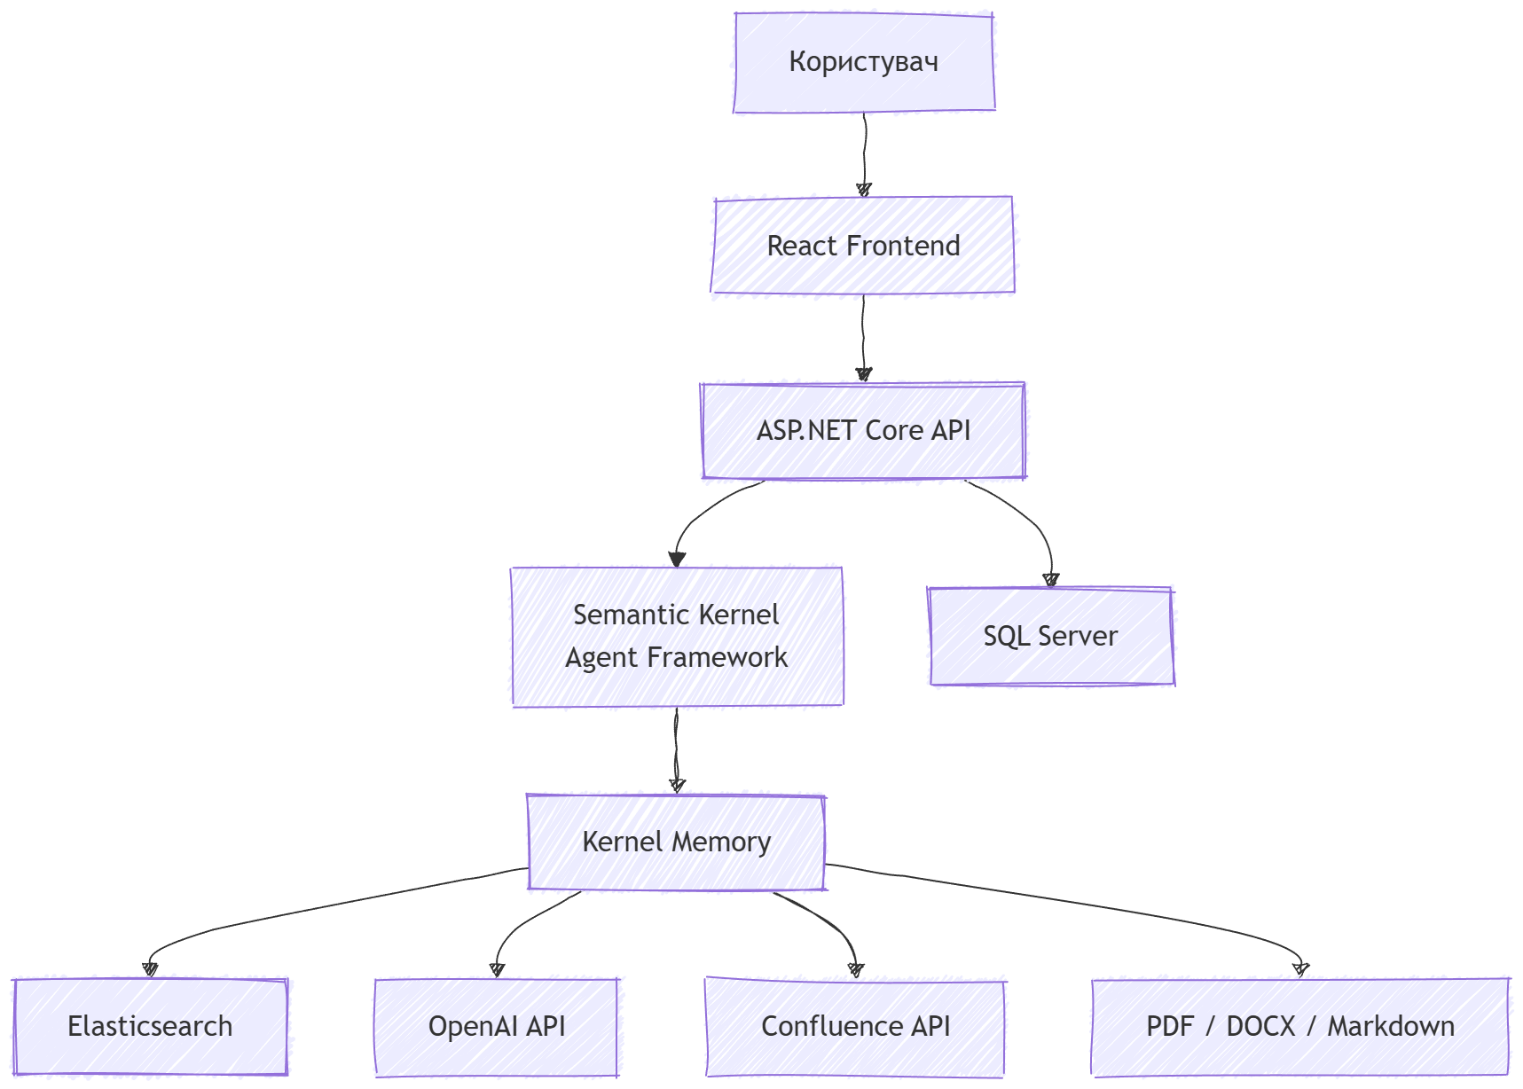 Користувач
React Frontend
ASP.NET Core API
Semantic Kernel
Agent Framework
SQL Server
Kernel Memory
Elasticsearch
OpenAI API
Confluence API
PDF / DOCX / Markdown